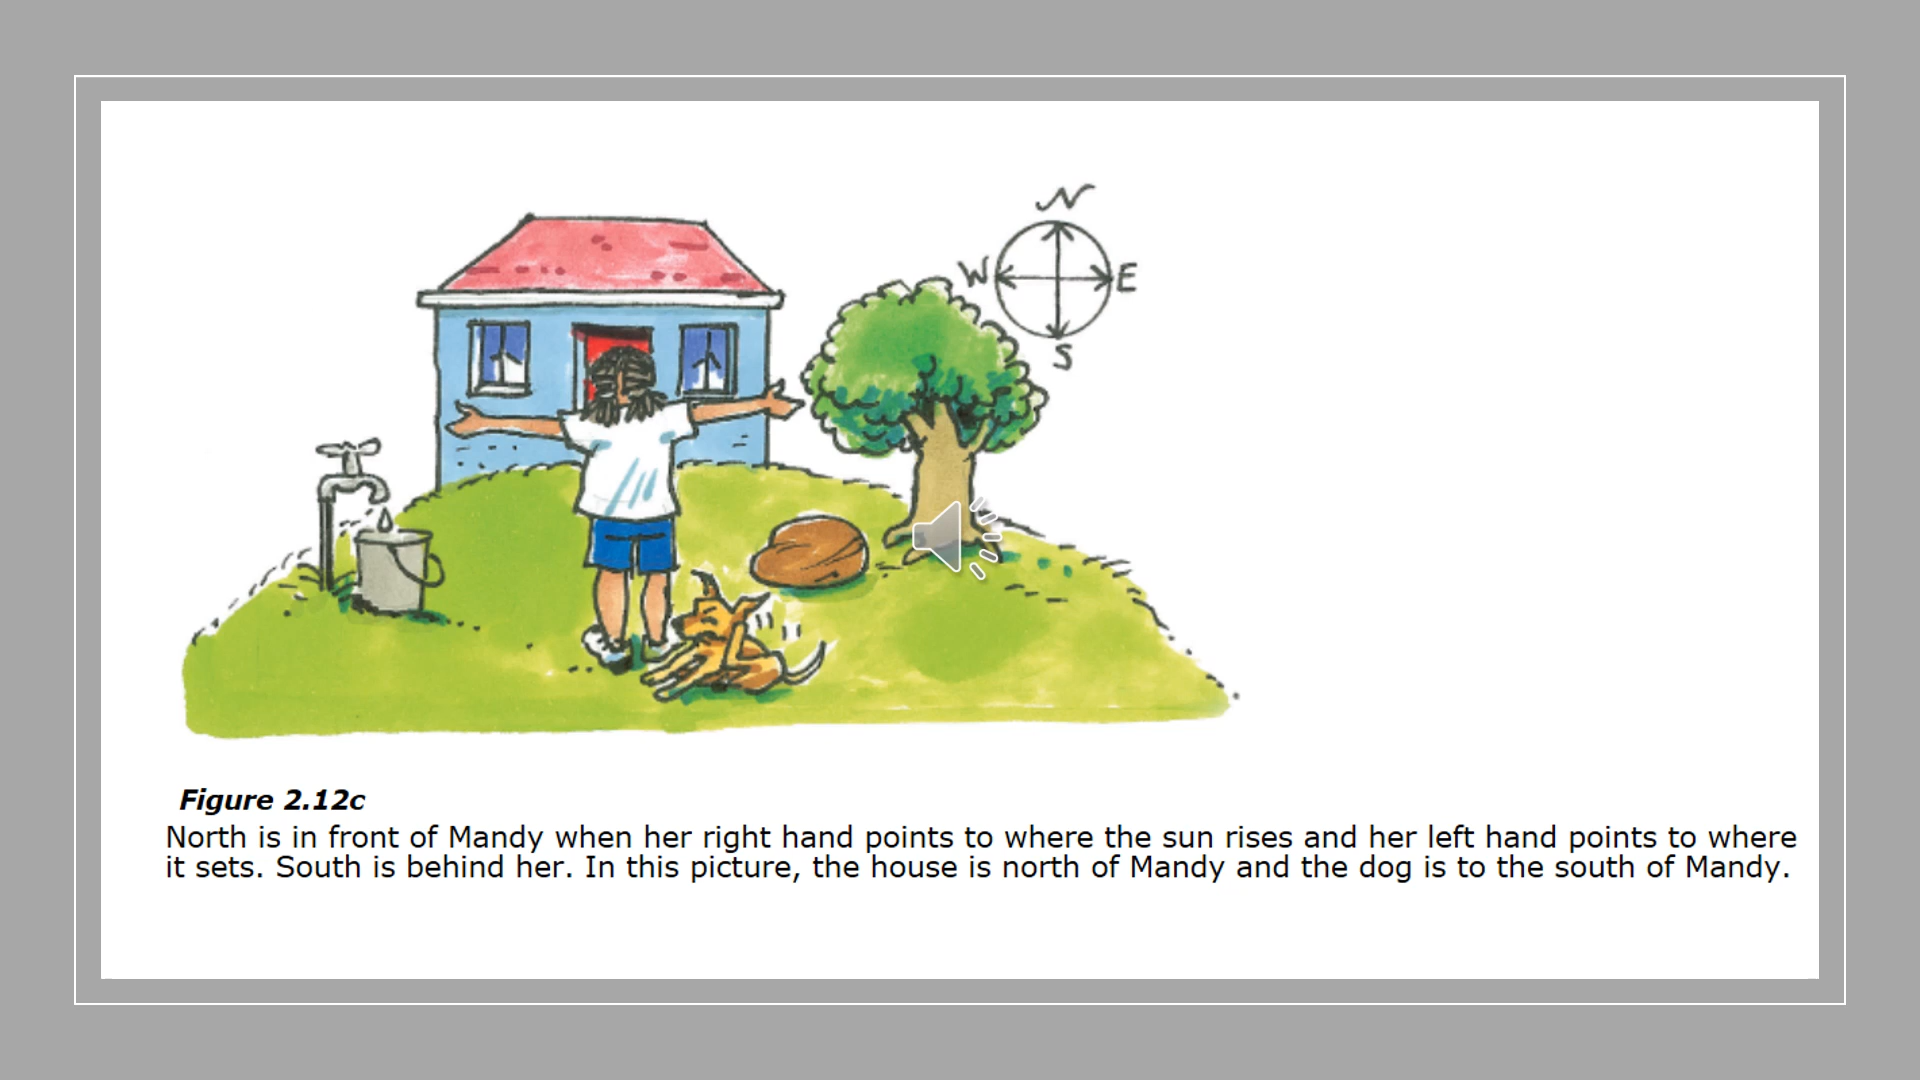 N
W E
S
Figure 2.12c
North is in front of Mandy when her right hand points to where the sun rises and her left hand points to where
it sets. South is behind her. In this picture, the house is north of Mandy and the dog is to the south of Mandy.